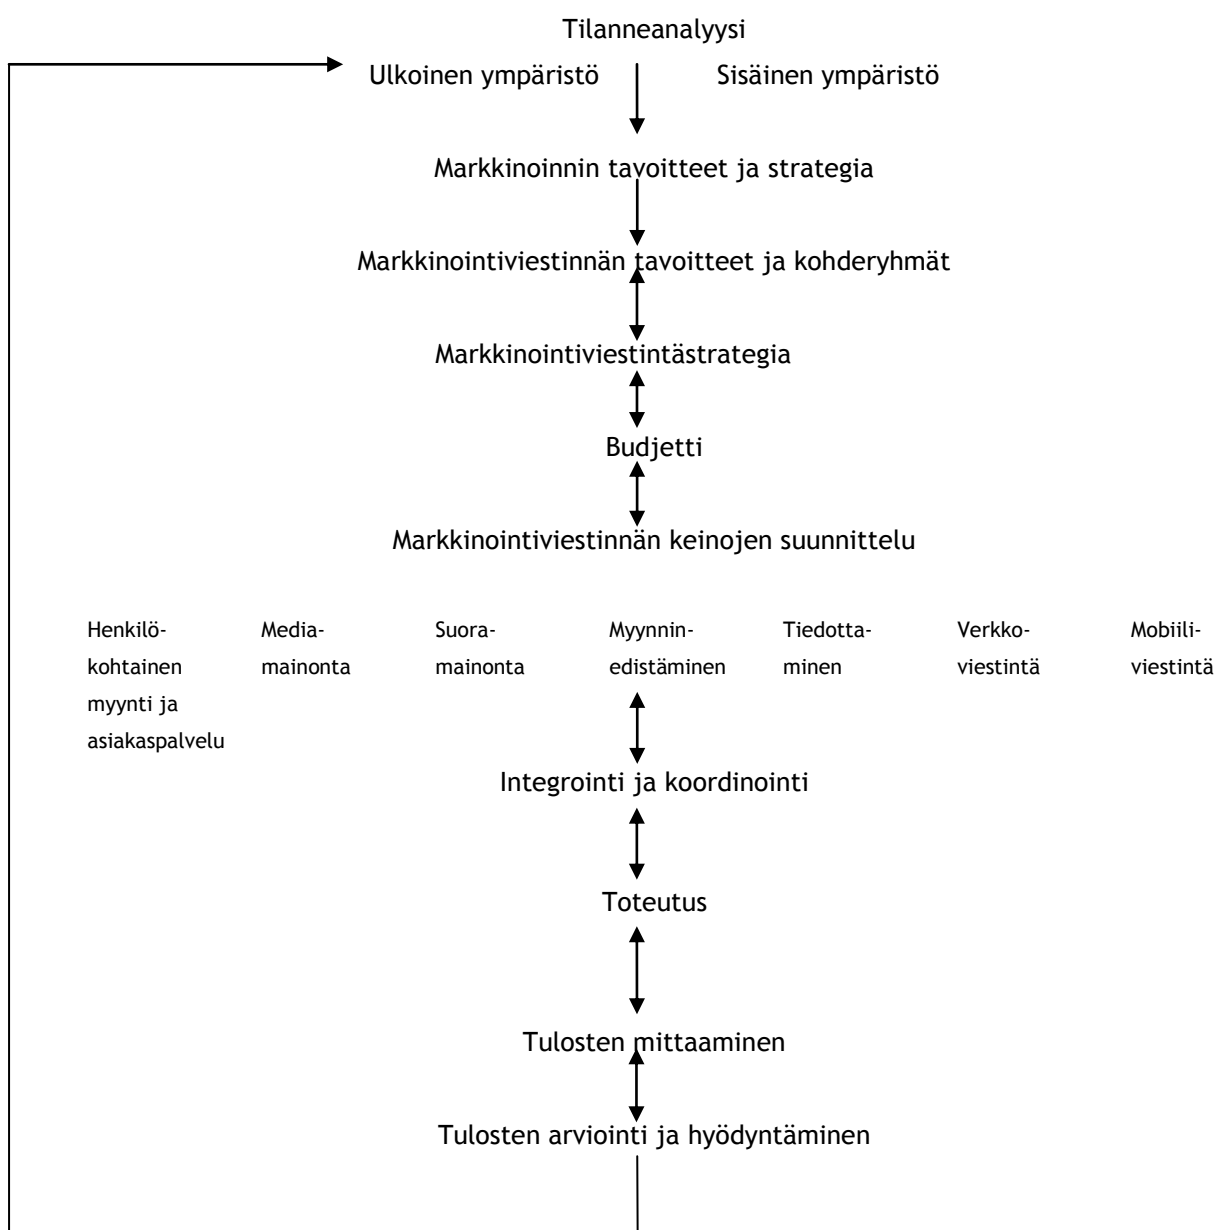 Tilanneanalyysi
Ulkoinen ympäristö Sisäinen ympäristö
Markkinoinnin tavoitteet ja strategia
Markkinointiviestinnän tavoitteet ja kohderyhmät
Markkinointiviestintästrategia
Budjetti
Markkinointiviestinnän keinojen suunnittelu
Henkilö-
kohtainen
myynti ja
asiakaspalvelu
Media-
mainonta
Suora-
mainonta
Myynnin-
edistäminen
Tiedotta-
minen
Verkko-
viestintä
Mobiili-
viestintä
Integrointi ja koordinointi
Toteutus
Tulosten mittaaminen
Tulosten arviointi ja hyödyntäminen